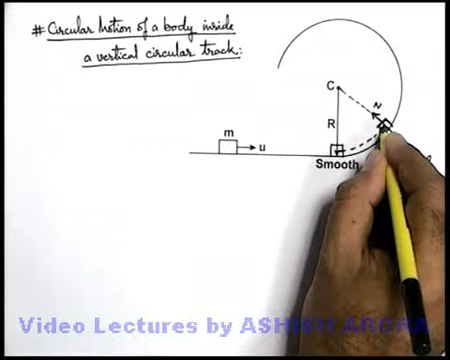 # Circular Motion of a body inside
a vertical circular track:
C
N
R
m
u
Smooth
Video Lectures by ASHISH ARORA